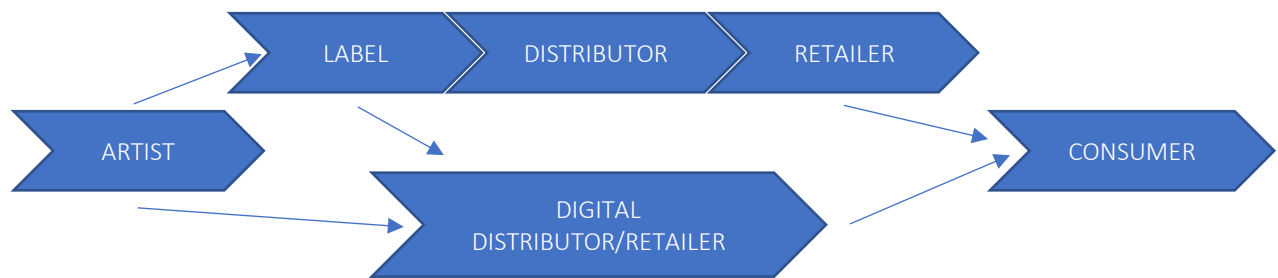 LABEL
DISTRIBUTOR
RETAILER
ARTIST
CONSUMER
DIGITAL
DISTRIBUTOR/RETAILER